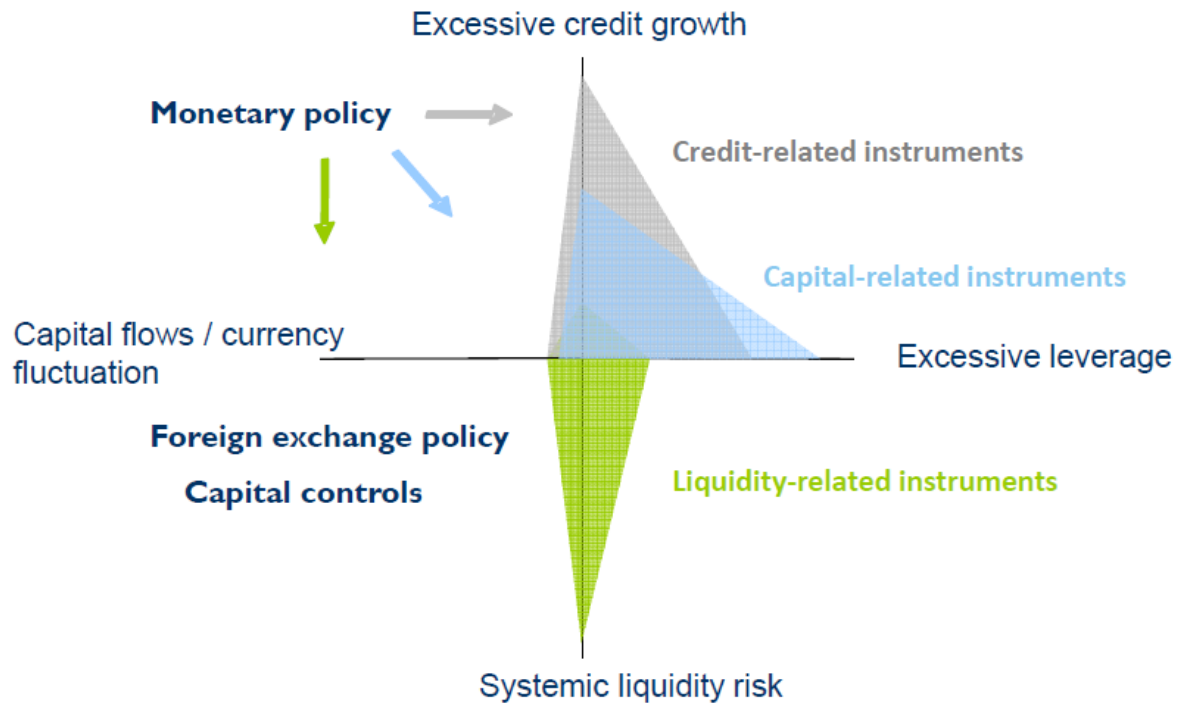 Excessive credit growth
Monetary policy
Credit-related instruments
Capital-related instruments
Capital flows / currency
fluctuation
Excessive leverage
Foreign exchange policy
Capital controls
Liquidity-related instruments
Systemic liquidity risk